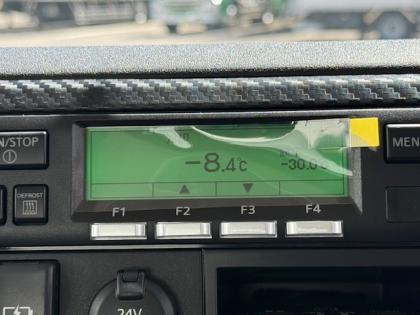 N/STOP
MEN
-8.4℃
-30.0
DEFROST
▲ ▼
F1 F2 F3 F4
24V